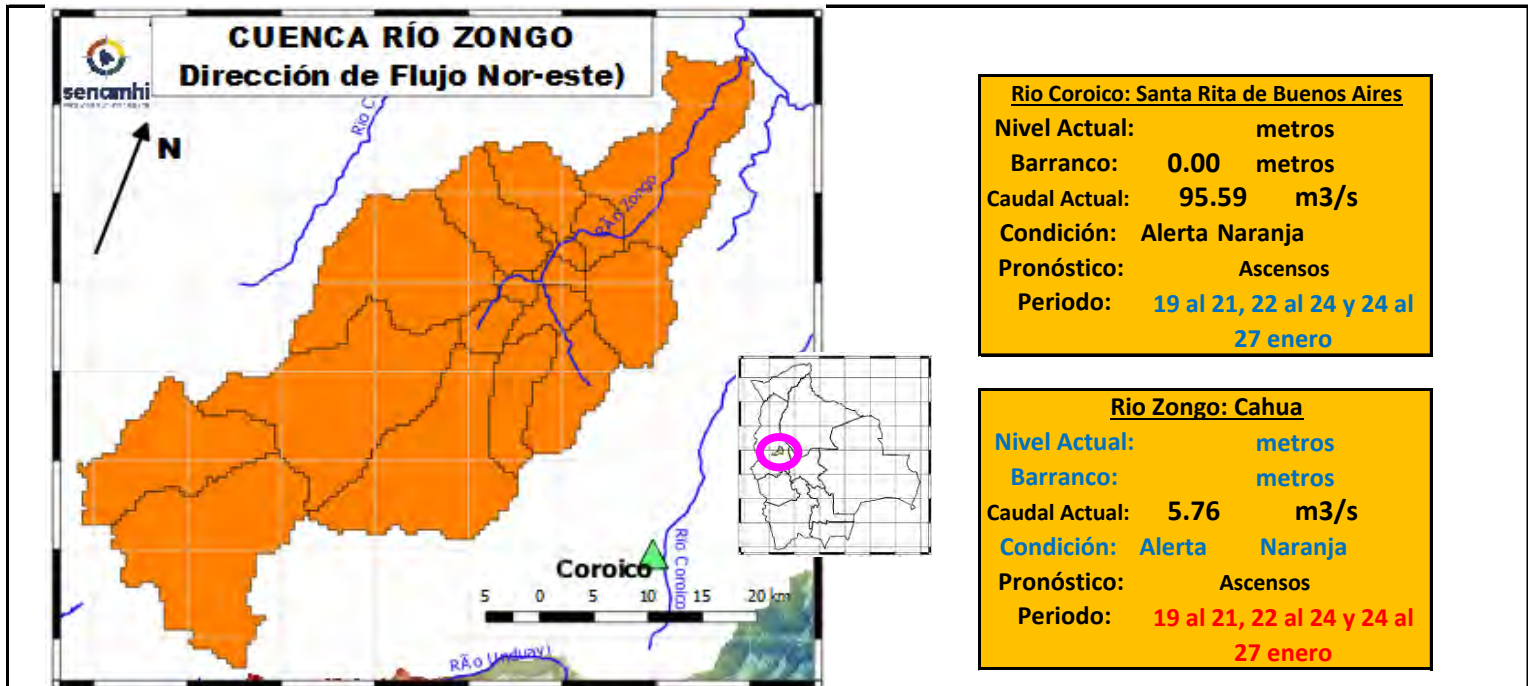 CUENCA RÍO ZONGO
Dirección de Flujo Nor-este)
senamhi
N
Río C
RÃo Zongo
Coroico
Río Coroico
5 0 5 10 15 20 km
RÃo Unduavi
Rio Coroico: Santa Rita de Buenos Aires
Nivel Actual: metros
Barranco: 0.00 metros
Caudal Actual: 95.59 m3/s
Condición: Alerta Naranja
Pronóstico: Ascensos
Periodo: 19 al 21, 22 al 24 y 24 al
27 enero
Rio Zongo: Cahua
Nivel Actual: metros
Barranco: metros
Caudal Actual: 5.76 m3/s
Condición: Alerta Naranja
Pronóstico: Ascensos
Periodo: 19 al 21, 22 al 24 y 24 al
27 enero